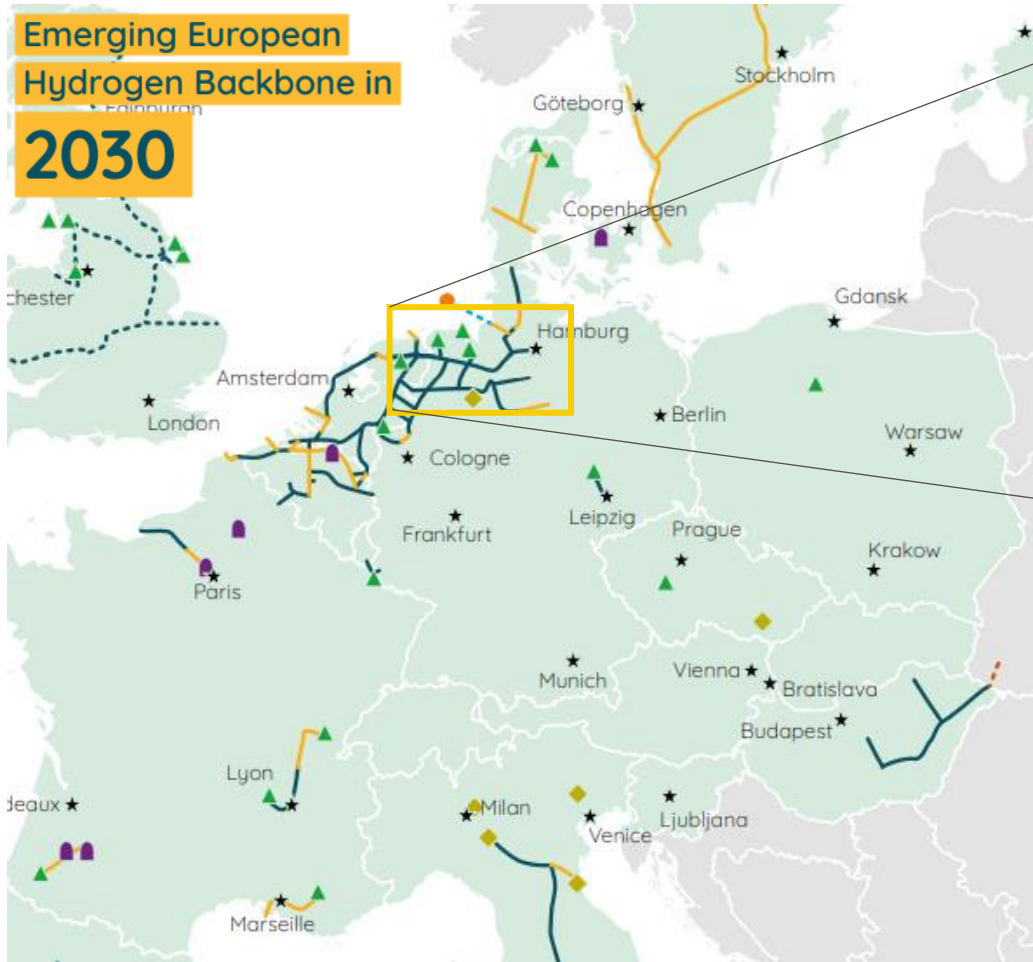 Emerging European
Hydrogen Backbone in
2030
Stockholm
Göteborg
Copenhagen
chester
Gdansk
Hamburg
Amsterdam
London
Berlin
Warsaw
Cologne
Leipzig
Frankfurt
Prague
Krakow
Paris
Munich
Vienna
Bratislava
Budapest
Lyon
deaux
Milan
Venice
Ljubljana
Marseille